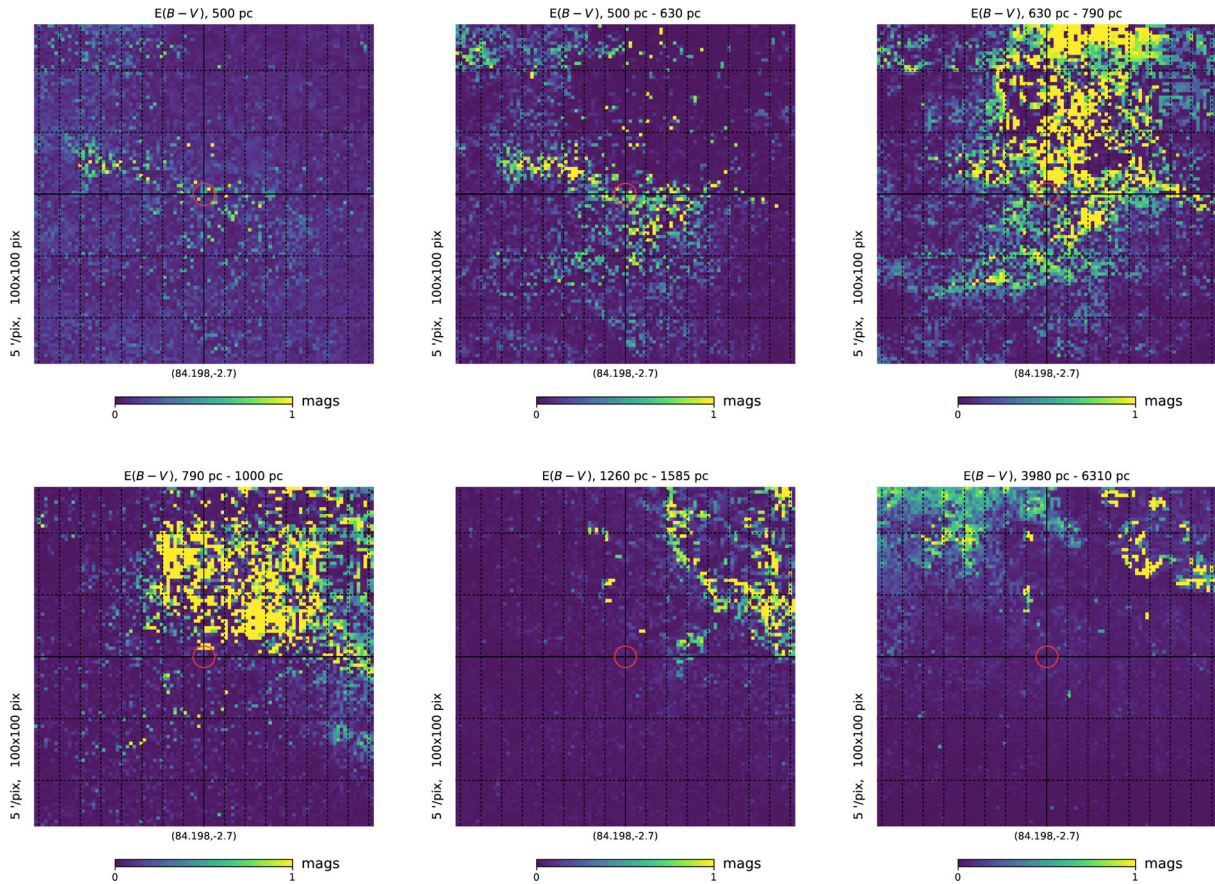 E(B − V), 500 pc
E(B − V), 500 pc - 630 pc
E(B − V), 630 pc - 790 pc
5 '/pix, 100x100 pix
5 '/pix, 100x100 pix
5 '/pix, 100x100 pix
(84.198,-2.7)
(84.198,-2.7)
(84.198,-2.7)
mags
0 1
mags
0 1
mags
0 1
E(B − V), 790 pc - 1000 pc
E(B − V), 1260 pc - 1585 pc
E(B − V), 3980 pc - 6310 pc
5 '/pix, 100x100 pix
5 '/pix, 100x100 pix
5 '/pix, 100x100 pix
(84.198,-2.7)
(84.198,-2.7)
(84.198,-2.7)
mags
0 1
mags
0 1
mags
0 1